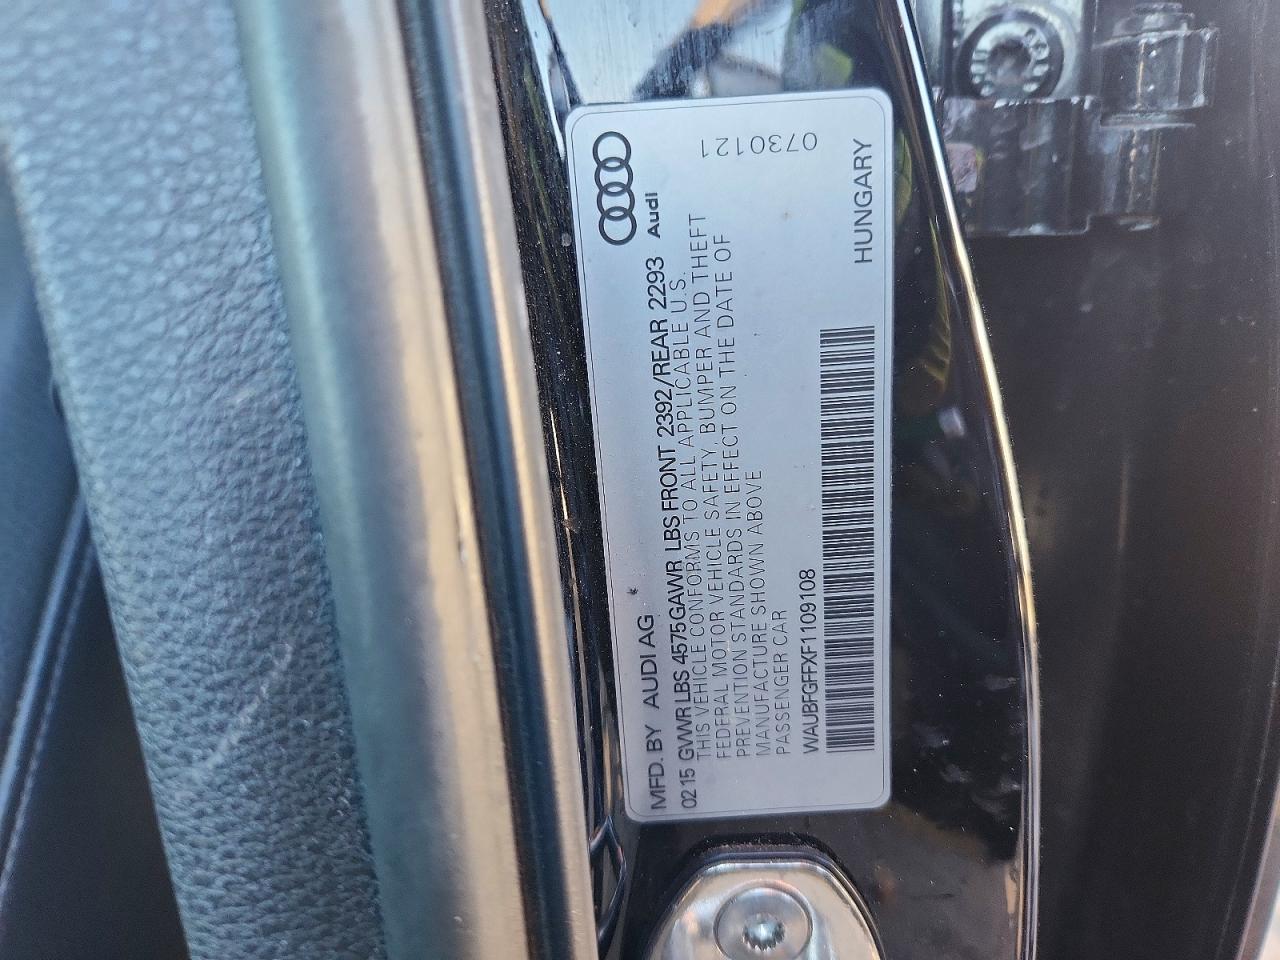 MFD. BY AUDI AG
Audi
02 15 GVWR LBS 4575 GAWR LBS FRONT 2392/REAR 2293
THIS VEHICLE CONFORMS TO ALL APPLICABLE U.S.
FEDERAL MOTOR VEHICLE SAFETY, BUMPER AND THEFT
PREVENTION STANDARDS IN EFFECT ON THE DATE OF
MANUFACTURE SHOWN ABOVE
PASSENGER CAR
WAUBFGFFXF1109108
HUNGARY
0730121